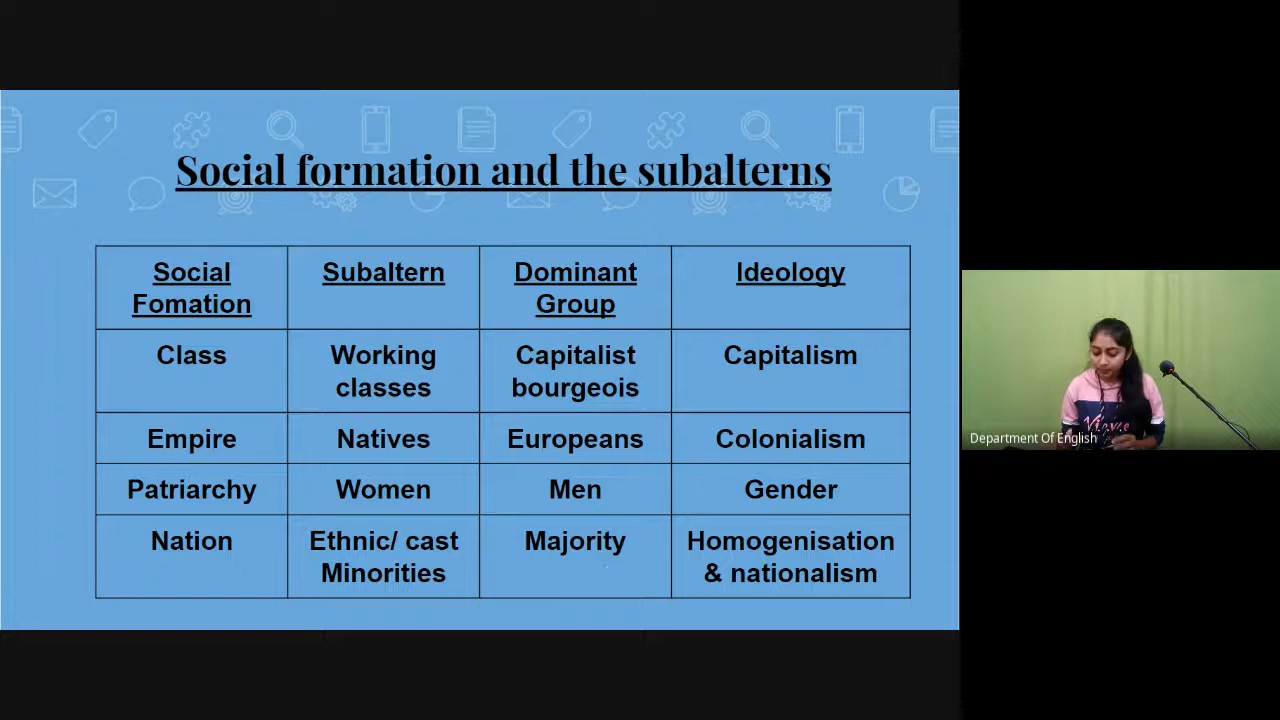 Social formation and the subalterns
Social
Fomation
Subaltern
Dominant
Group
Ideology
Class
Working
classes
Capitalist
bourgeois
Capitalism
Empire
Natives
Europeans
Colonialism
Patriarchy
Women
Men
Gender
Nation
Ethnic/ cast
Minorities
Majority
Homogenisation
& nationalism
Department Of English